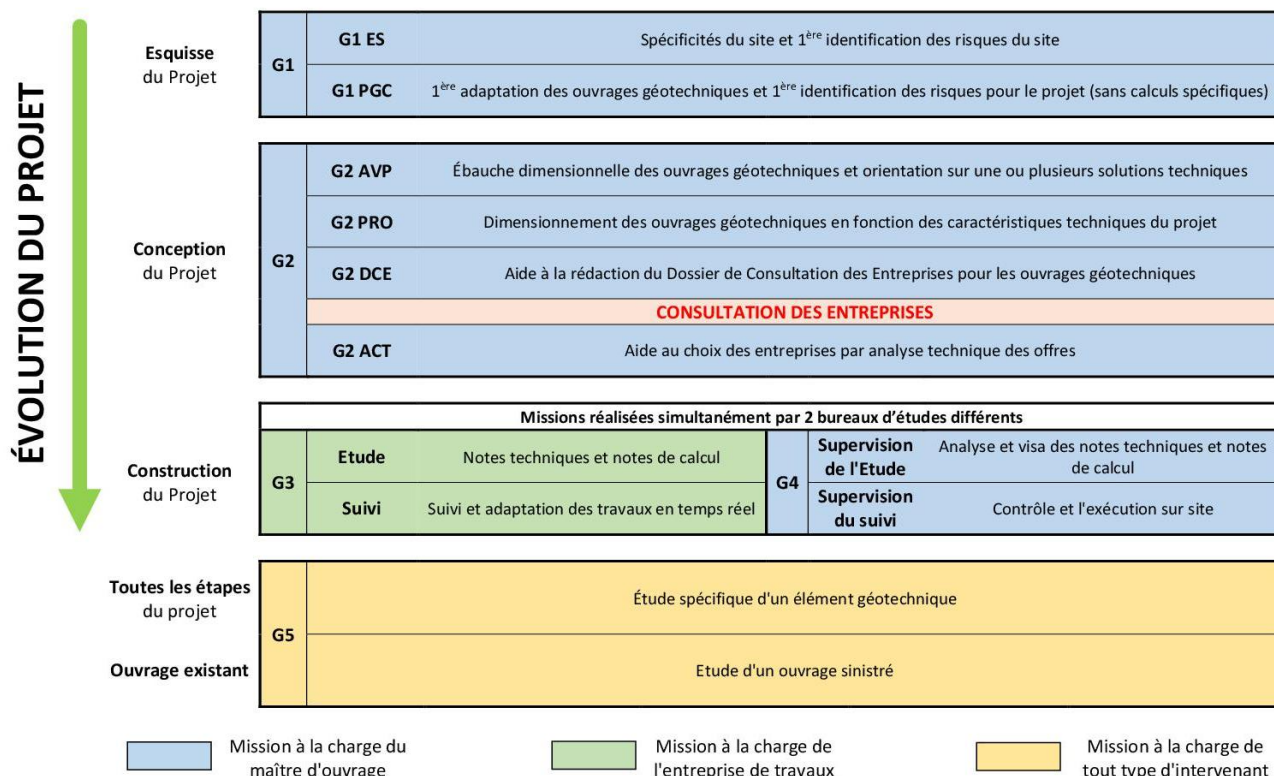 ÉVOLUTION DU PROJET
Esquisse
du Projet
G1
G1 ES
Spécificités du site et 1ère identification des risques du site
G1 PGC
1ère adaptation des ouvrages géotechniques et 1ère identification des risques pour le projet (sans calculs spécifiques)
Conception
du Projet
G2
G2 AVP
Ébauche dimensionnelle des ouvrages géotechniques et orientation sur une ou plusieurs solutions techniques
G2 PRO
Dimensionnement des ouvrages géotechniques en fonction des caractéristiques techniques du projet
G2 DCE
Aide à la rédaction du Dossier de Consultation des Entreprises pour les ouvrages géotechniques
CONSULTATION DES ENTREPRISES
G2 ACT
Aide au choix des entreprises par analyse technique des offres
Missions réalisées simultanément par 2 bureaux d'études différents
Construction
du Projet
G3
Etude
Notes techniques et notes de calcul
Suivi
Suivi et adaptation des travaux en temps réel
G4
Supervision
de l'Etude
Analyse et visa des notes techniques et notes
de calcul
Supervision
du suivi
Contrôle et l'exécution sur site
Toutes les étapes
du projet
G5
Étude spécifique d'un élément géotechnique
Ouvrage existant
Etude d'un ouvrage sinistré
Mission à la charge du
maître d'ouvrage
Mission à la charge de
l'entreprise de travaux
Mission à la charge de
tout type d'intervenant